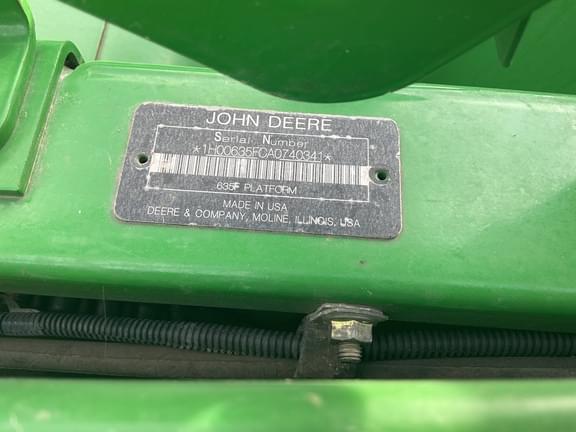 JOHN DEERE
Serial Number
*1H00635FCA0740341*
635F PLATFORM
MADE IN USA
DEERE & COMPANY, MOLINE, ILLINOIS, USA